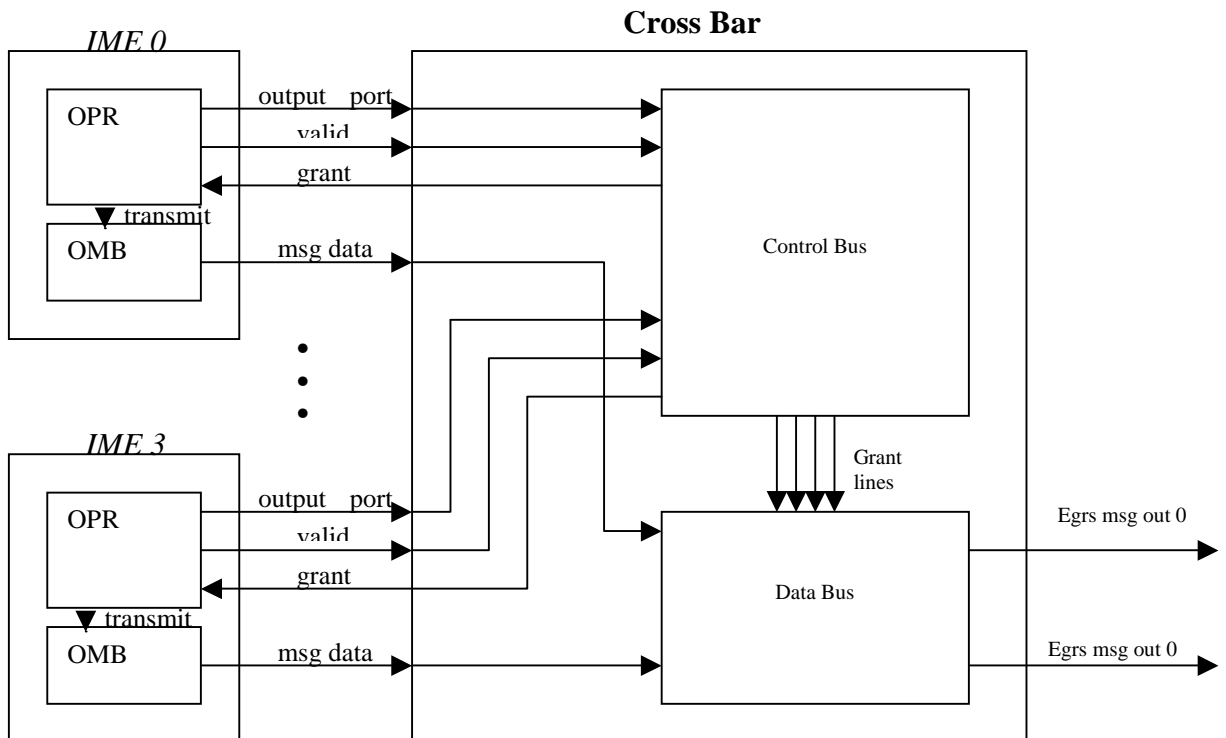 Cross Bar
IME 0
OPR
output port
valid
grant
transmit
OMB
msg data
Control Bus
IME 3
OPR
output port
valid
grant
transmit
OMB
msg data
Grant
lines
Data Bus
Egrs msg out 0
Egrs msg out 0